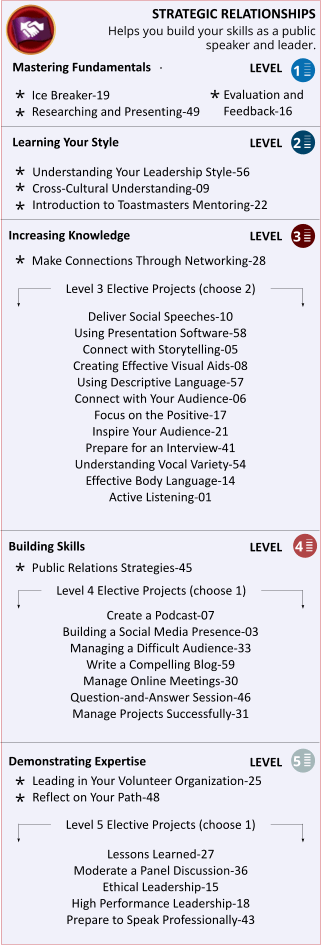 STRATEGIC RELATIONSHIPS
Helps you build your skills as a public
speaker and leader.
Mastering Fundamentals · LEVEL 1
* Ice Breaker-19
* Researching and Presenting-49
* Evaluation and
Feedback-16
Learning Your Style LEVEL 2
* Understanding Your Leadership Style-56
* Cross-Cultural Understanding-09
* Introduction to Toastmasters Mentoring-22
Increasing Knowledge LEVEL 3
* Make Connections Through Networking-28
Level 3 Elective Projects (choose 2)
Deliver Social Speeches-10
Using Presentation Software-58
Connect with Storytelling-05
Creating Effective Visual Aids-08
Using Descriptive Language-57
Connect with Your Audience-06
Focus on the Positive-17
Inspire Your Audience-21
Prepare for an Interview-41
Understanding Vocal Variety-54
Effective Body Language-14
Active Listening-01
Building Skills LEVEL 4
* Public Relations Strategies-45
Level 4 Elective Projects (choose 1)
Create a Podcast-07
Building a Social Media Presence-03
Managing a Difficult Audience-33
Write a Compelling Blog-59
Manage Online Meetings-30
Question-and-Answer Session-46
Manage Projects Successfully-31
Demonstrating Expertise LEVEL 5
* Leading in Your Volunteer Organization-25
* Reflect on Your Path-48
Level 5 Elective Projects (choose 1)
Lessons Learned-27
Moderate a Panel Discussion-36
Ethical Leadership-15
High Performance Leadership-18
Prepare to Speak Professionally-43